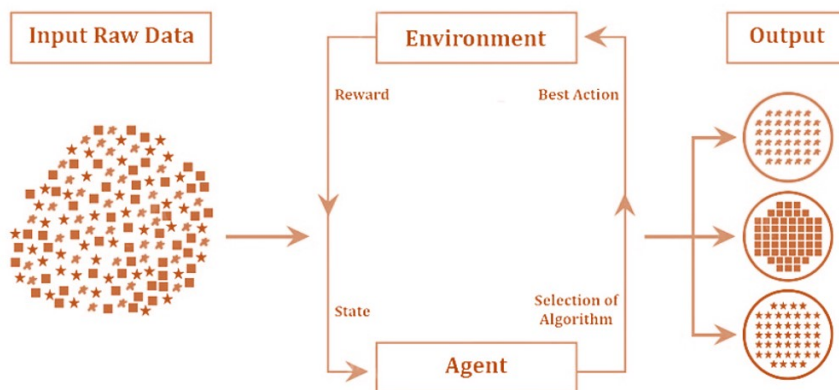 Input Raw Data
Environment
Output
Reward
Best Action
State
Selection of
Algorithm
Agent